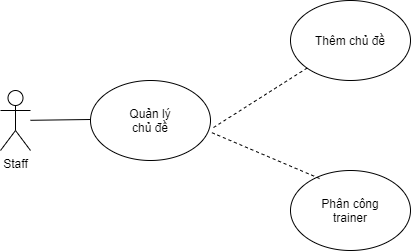 Thêm chủ đề
Quản lý
chủ đề
Staff
Phân công
trainer